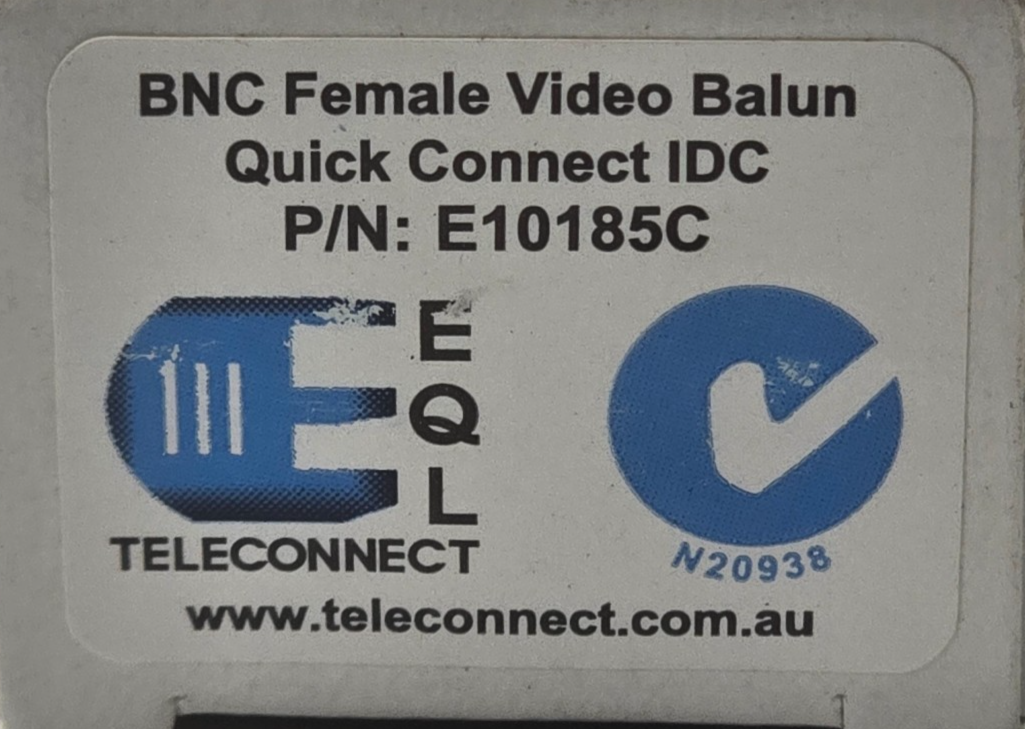 BNC Female Video Balun
Quick Connect IDC
P/N: E10185C
E
Q
L
TELECONNECT
N20938
www.teleconnect.com.au